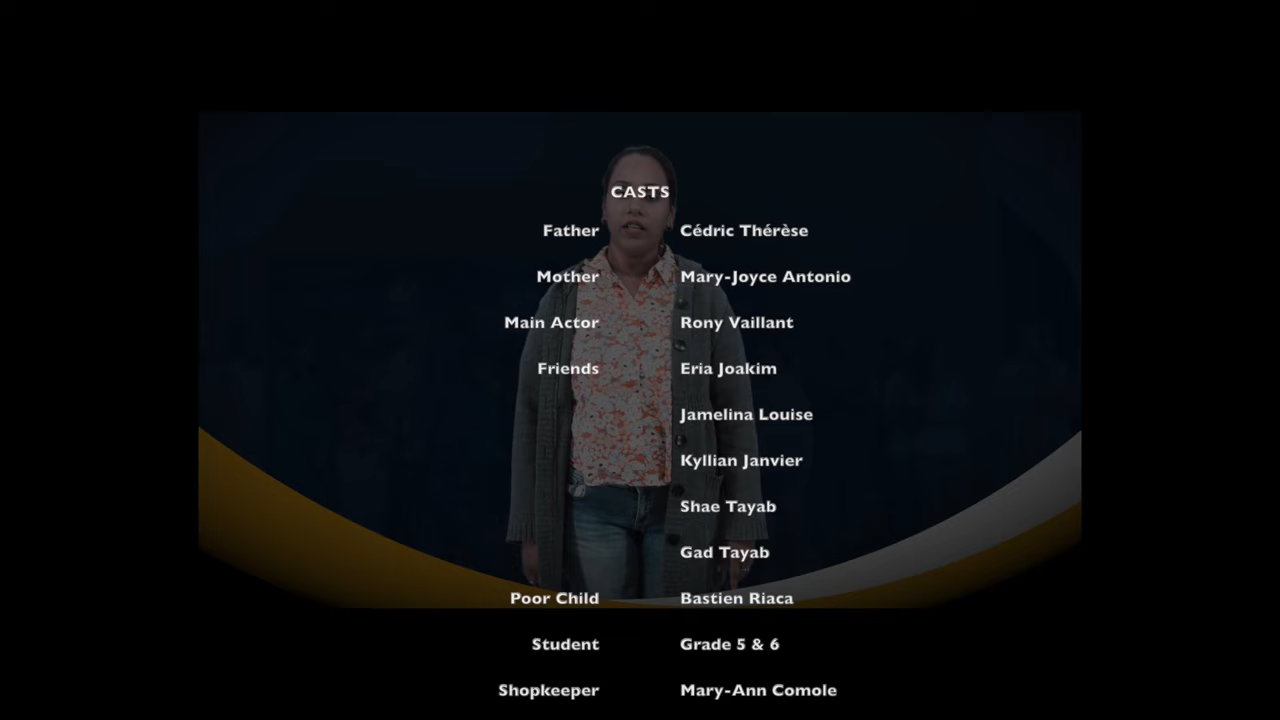 CASTS
Father Cédric Thérèse
Mother Mary-Joyce Antonio
Main Actor Rony Vaillant
Friends Eria Joakim
Jamelina Louise
Kyllian Janvier
Shae Tayab
Gad Tayab
Poor Child Bastien Riaca
Student Grade 5 & 6
Shopkeeper Mary-Ann Comole